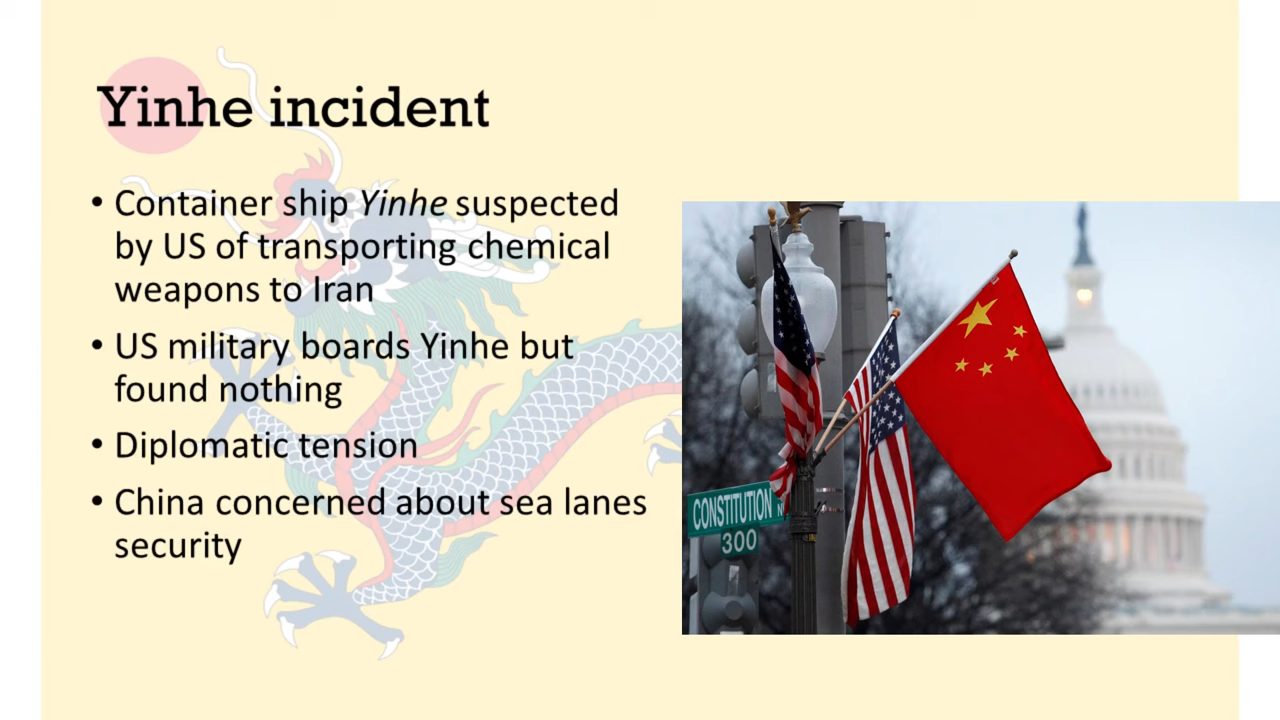 Yinhe incident
• Container ship Yinhe suspected
by US of transporting chemical
weapons to Iran
• US military boards Yinhe but
found nothing
• Diplomatic tension
• China concerned about sea lanes
security
CONSTITUTION
300